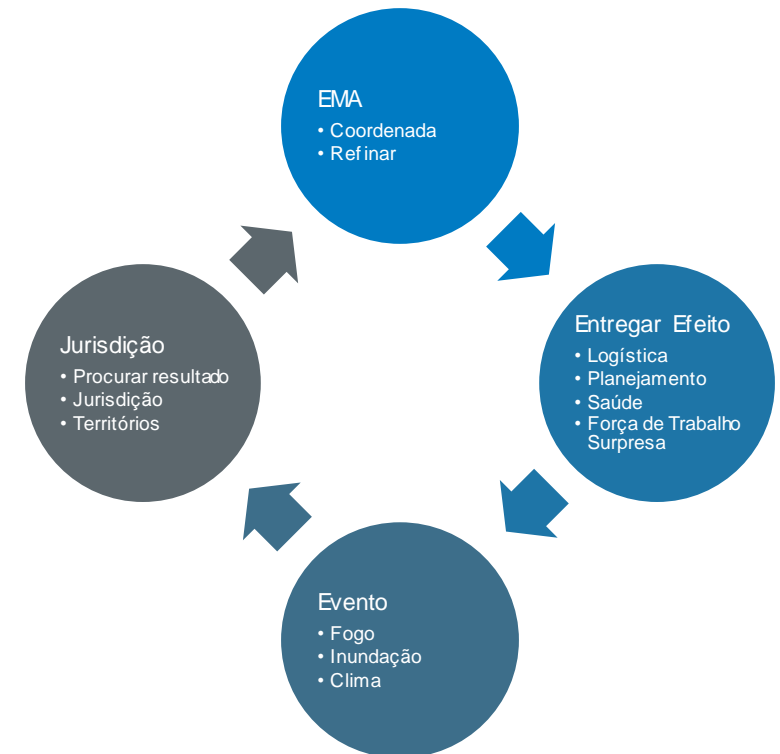 EMA
• Coordenada
• Refinar
Entregar Efeito
• Logística
• Planejamento
• Saúde
• Força de Trabalho
Surpresa
Evento
• Fogo
• Inundação
• Clima
Jurisdição
• Procurar resultado
• Jurisdição
• Territórios